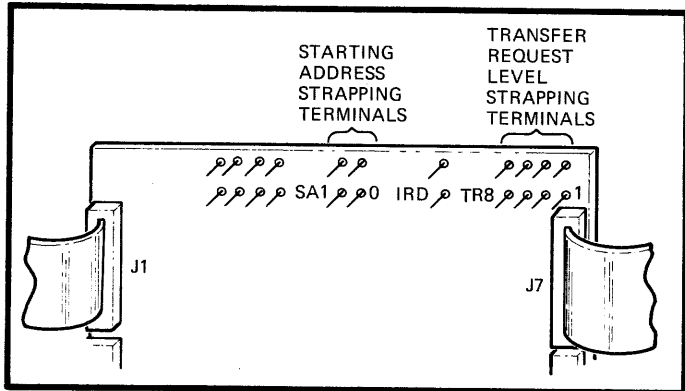 STARTING
ADDRESS
STRAPPING
TERMINALS
TRANSFER
REQUEST
LEVEL
STRAPPING
TERMINALS
SA1 0 IRD TR8 1
J1
J7